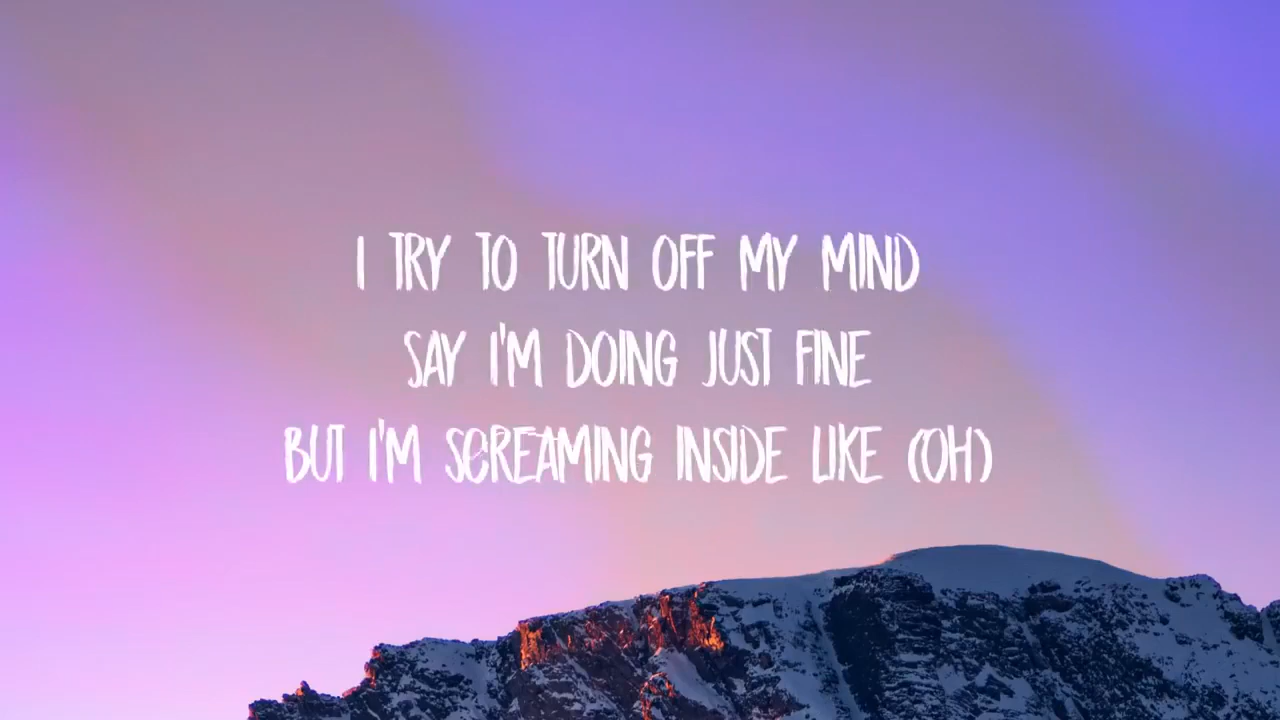 I TRY TO TURN OFF MY MIND
SAY I'M DOING JUST FINE
BUT I'M SCREAMING INSIDE LIKE (OH)